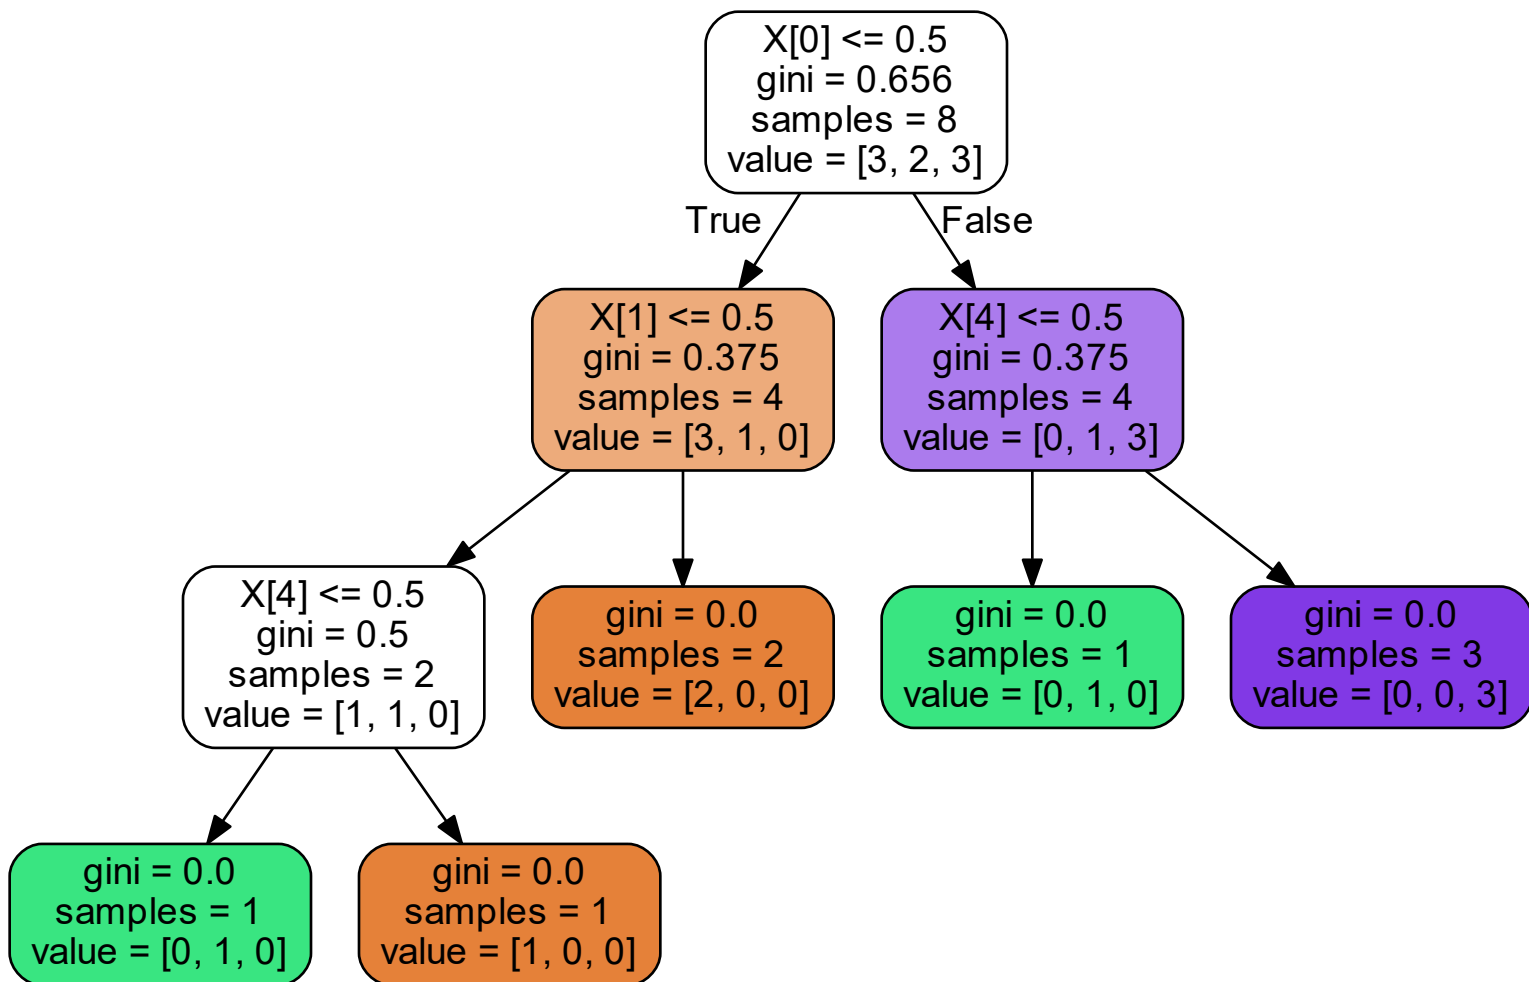 X[0] <= 0.5
gini = 0.656
samples = 8
value = [3, 2, 3]
True
False
X[1] <= 0.5
gini = 0.375
samples = 4
value = [3, 1, 0]
X[4] <= 0.5
gini = 0.375
samples = 4
value = [0, 1, 3]
X[4] <= 0.5
gini = 0.5
samples = 2
value = [1, 1, 0]
gini = 0.0
samples = 2
value = [2, 0, 0]
gini = 0.0
samples = 1
value = [0, 1, 0]
gini = 0.0
samples = 3
value = [0, 0, 3]
gini = 0.0
samples = 1
value = [0, 1, 0]
gini = 0.0
samples = 1
value = [1, 0, 0]